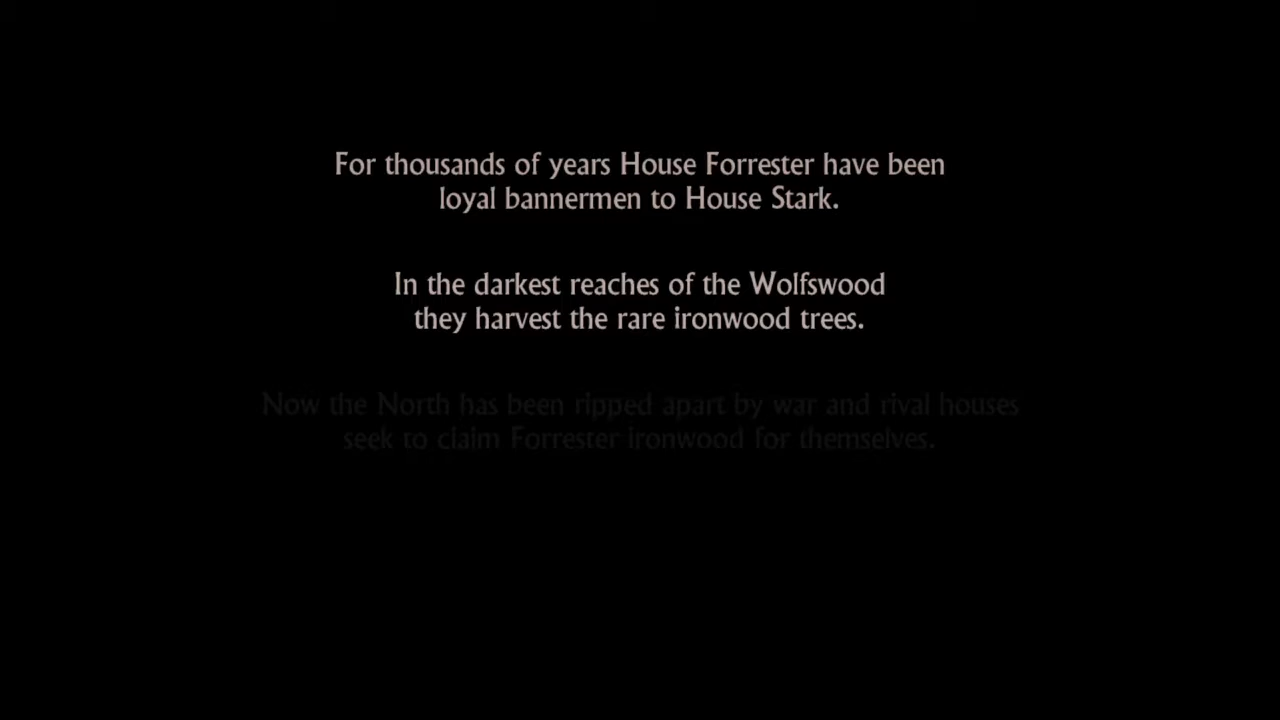 For thousands of years House Forrester have been
loyal bannermen to House Stark.
In the darkest reaches of the Wolfswood
they harvest the rare ironwood trees.
Now the North has been ripped apart by war and rival houses
seek to claim Forrester ironwood for themselves.